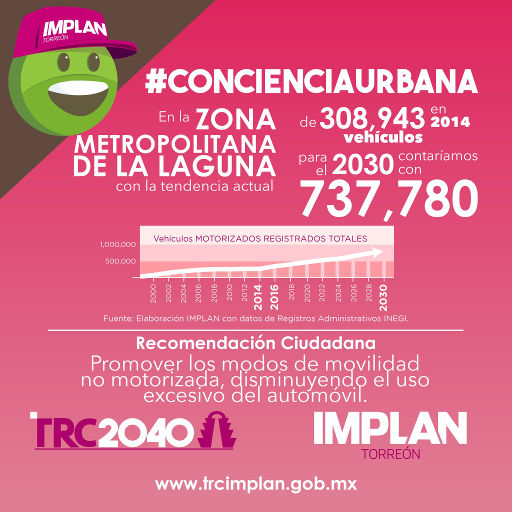 IMPLAN
TORREÓN
#CONCIENCIAURBANA
En la ZONA
METROPOLITANA
DE LA LAGUNA
con la tendencia actual
de 308,943 en 2014
vehículos
para el 2030 contaríamos con
737,780
Vehículos MOTORIZADOS REGISTRADOS TOTALES
1,000,000
500,000
2000 2002 2004 2006 2008 2010 2012 2014 2016 2018 2020 2022 2024 2026 2028 2030
Fuente: Elaboración IMPLAN con datos de Registros Administrativos INEGI.
Recomendación Ciudadana
Promover los modos de movilidad
no motorizada, disminuyendo el uso
excesivo del automóvil.
TRC2040
IMPLAN
TORREÓN
www.trcimplan.gob.mx